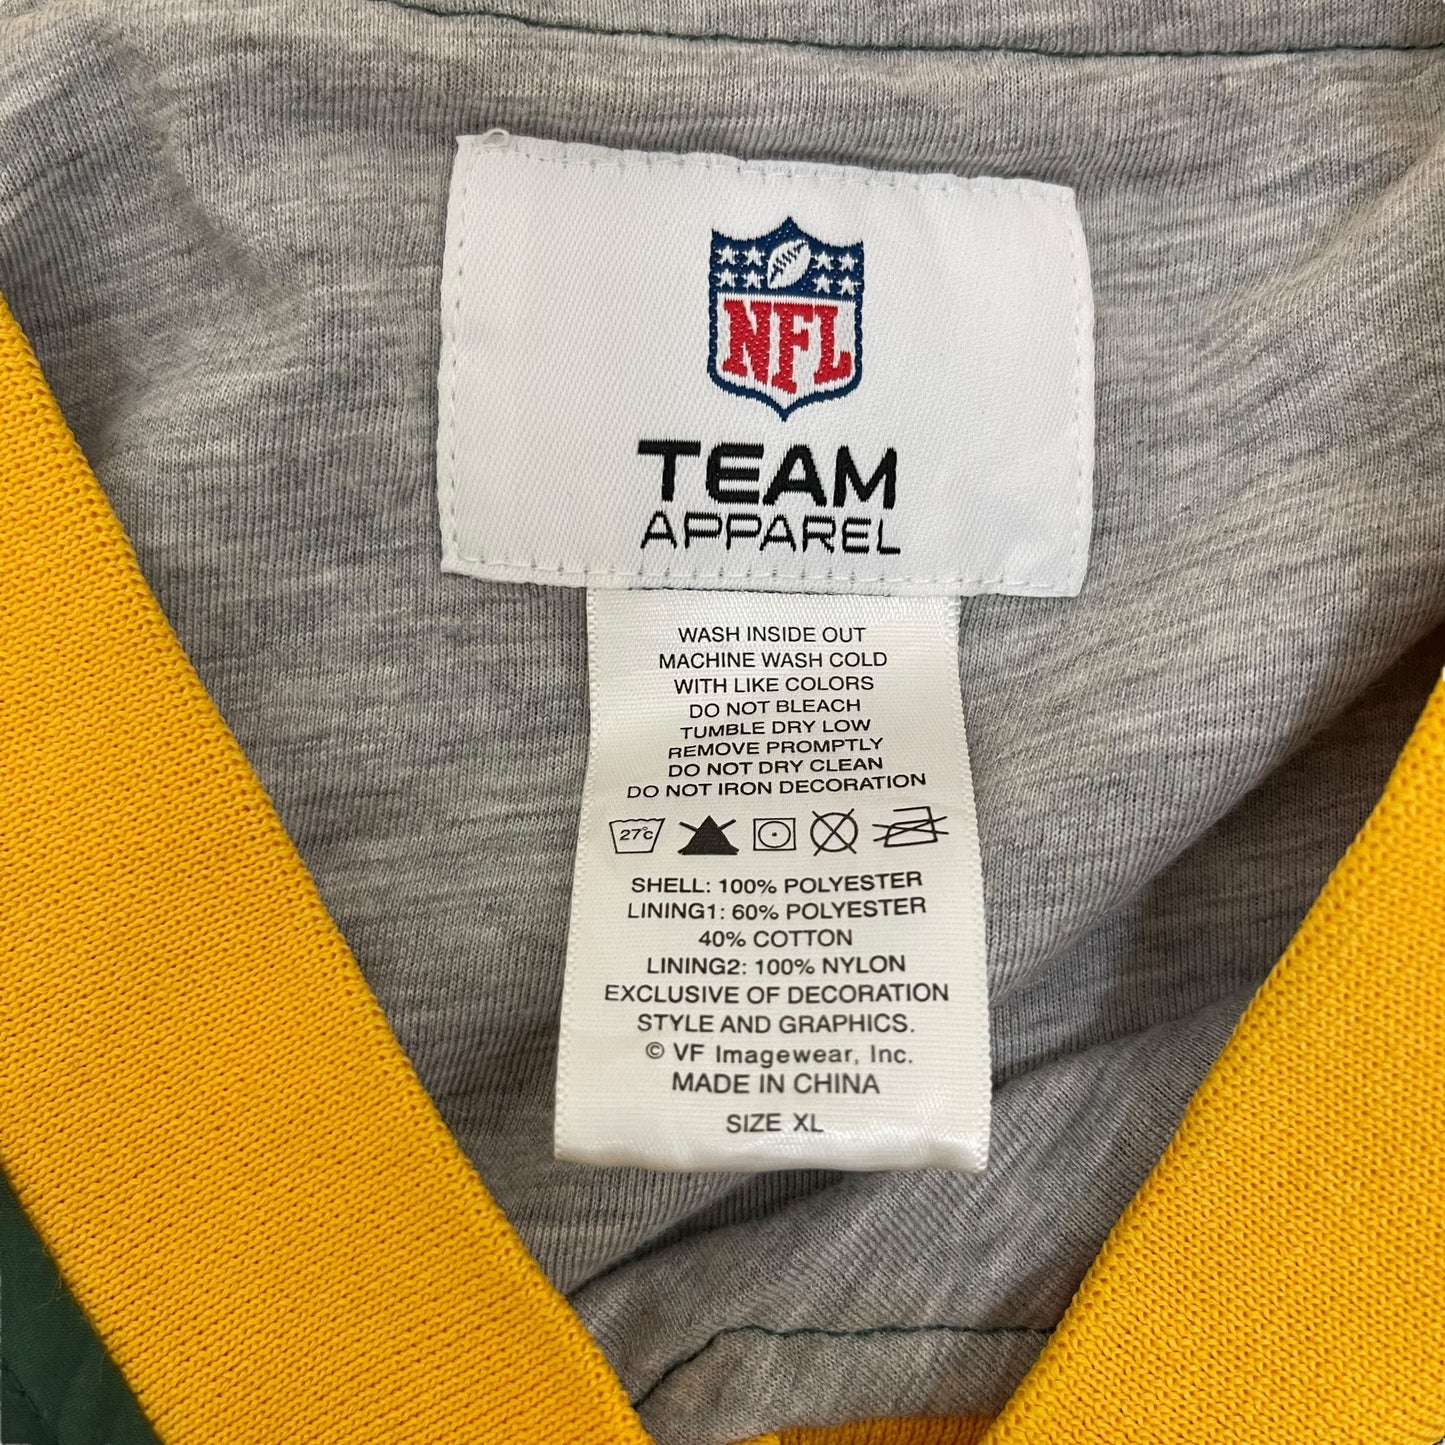 NFL
TEAM
APPAREL
WASH INSIDE OUT
MACHINE WASH COLD
WITH LIKE COLORS
DO NOT BLEACH
TUMBLE DRY LOW
REMOVE PROMPTLY
DO NOT DRY CLEAN
DO NOT IRON DECORATION
27°C
SHELL: 100% POLYESTER
LINING1: 60% POLYESTER
40% COTTON
LINING2: 100% NYLON
EXCLUSIVE OF DECORATION
STYLE AND GRAPHICS.
© VF Imagewear, Inc.
MADE IN CHINA
SIZE XL